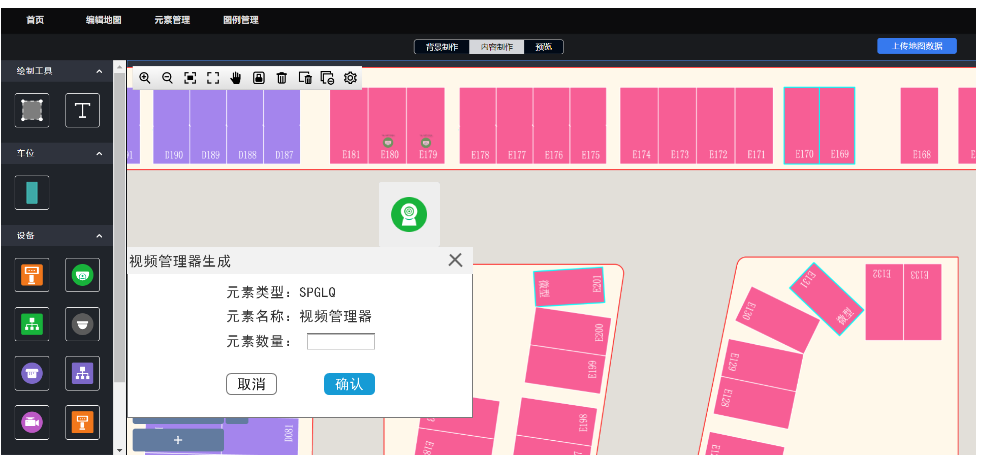 首页 编辑地图 元素管理 图例管理
背景制作 内容制作 预览 上传地图数据
绘制工具
T
车位
设备
D190 D189 D188 D187 E181 E180 E179 E178 E177 E176 E175 E174 E173 E172 E171 E170 E169 E168
视频管理器生成
元素类型：SPGLQ
元素名称：视频管理器
元素数量：
取消 确认
+
微型 E201
E200
E199
E198
D081
E131 微型
E130
E129
E128
E132 E133